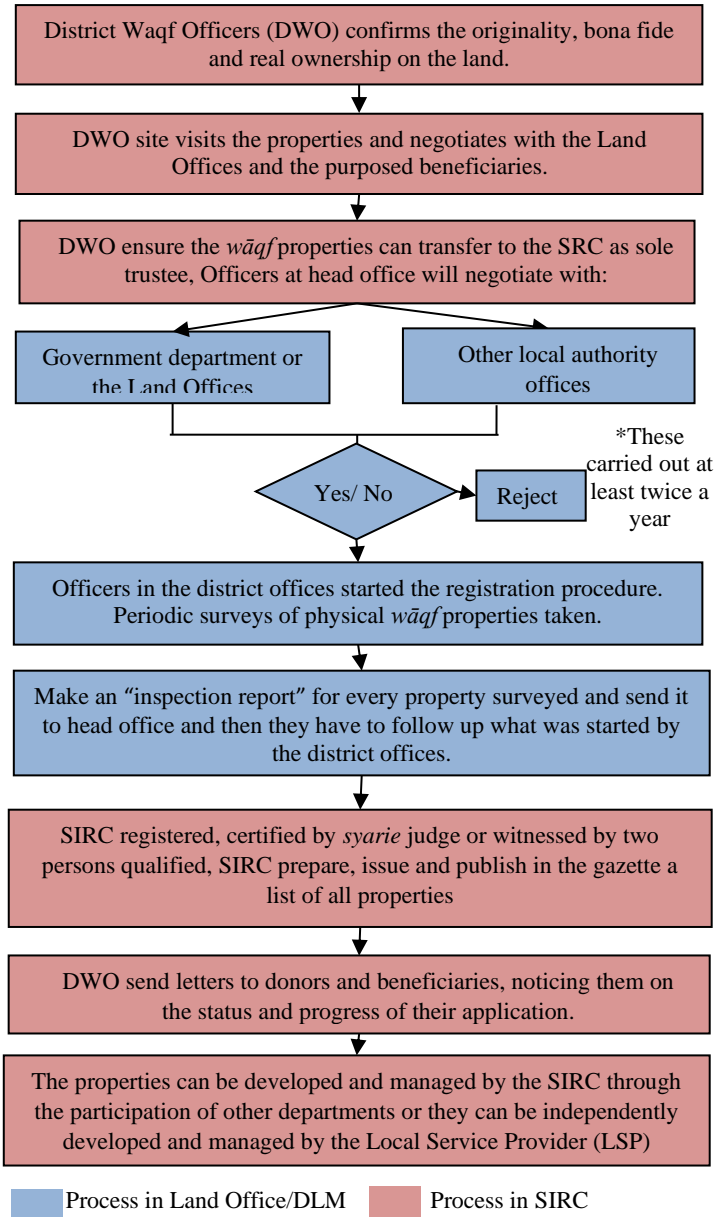 District Waqf Officers (DWO) confirms the originality, bona fide
and real ownership on the land.
DWO site visits the properties and negotiates with the Land
Offices and the purposed beneficiaries.
DWO ensure the wāqf properties can transfer to the SRC as sole
trustee, Officers at head office will negotiate with:
Government department or
the Land Offices
Other local authority
offices
Yes/ No
Reject
*These
carried out at
least twice a
year
Officers in the district offices started the registration procedure.
Periodic surveys of physical wāqf properties taken.
Make an “inspection report” for every property surveyed and send it
to head office and then they have to follow up what was started by
the district offices.
SIRC registered, certified by syarie judge or witnessed by two
persons qualified, SIRC prepare, issue and publish in the gazette a
list of all properties
DWO send letters to donors and beneficiaries, noticing them on
the status and progress of their application.
The properties can be developed and managed by the SIRC through
the participation of other departments or they can be independently
developed and managed by the Local Service Provider (LSP)
Process in Land Office/DLM
Process in SIRC